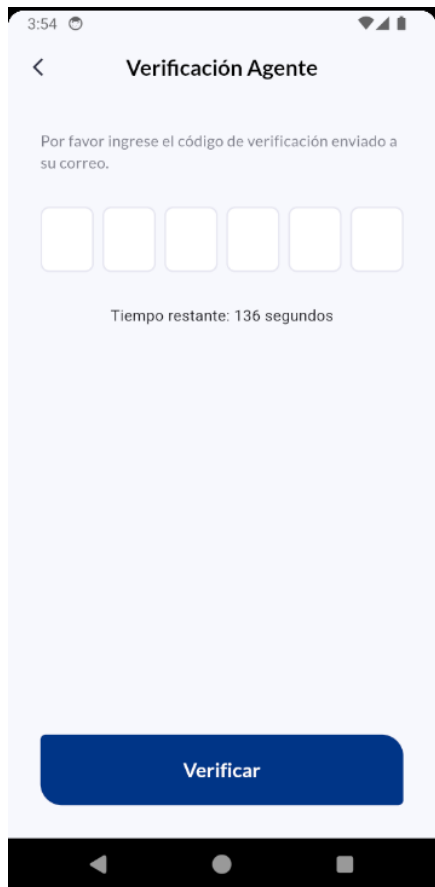 3:54
Verificación Agente
Por favor ingrese el código de verificación enviado a
su correo.
Tiempo restante: 136 segundos
Verificar